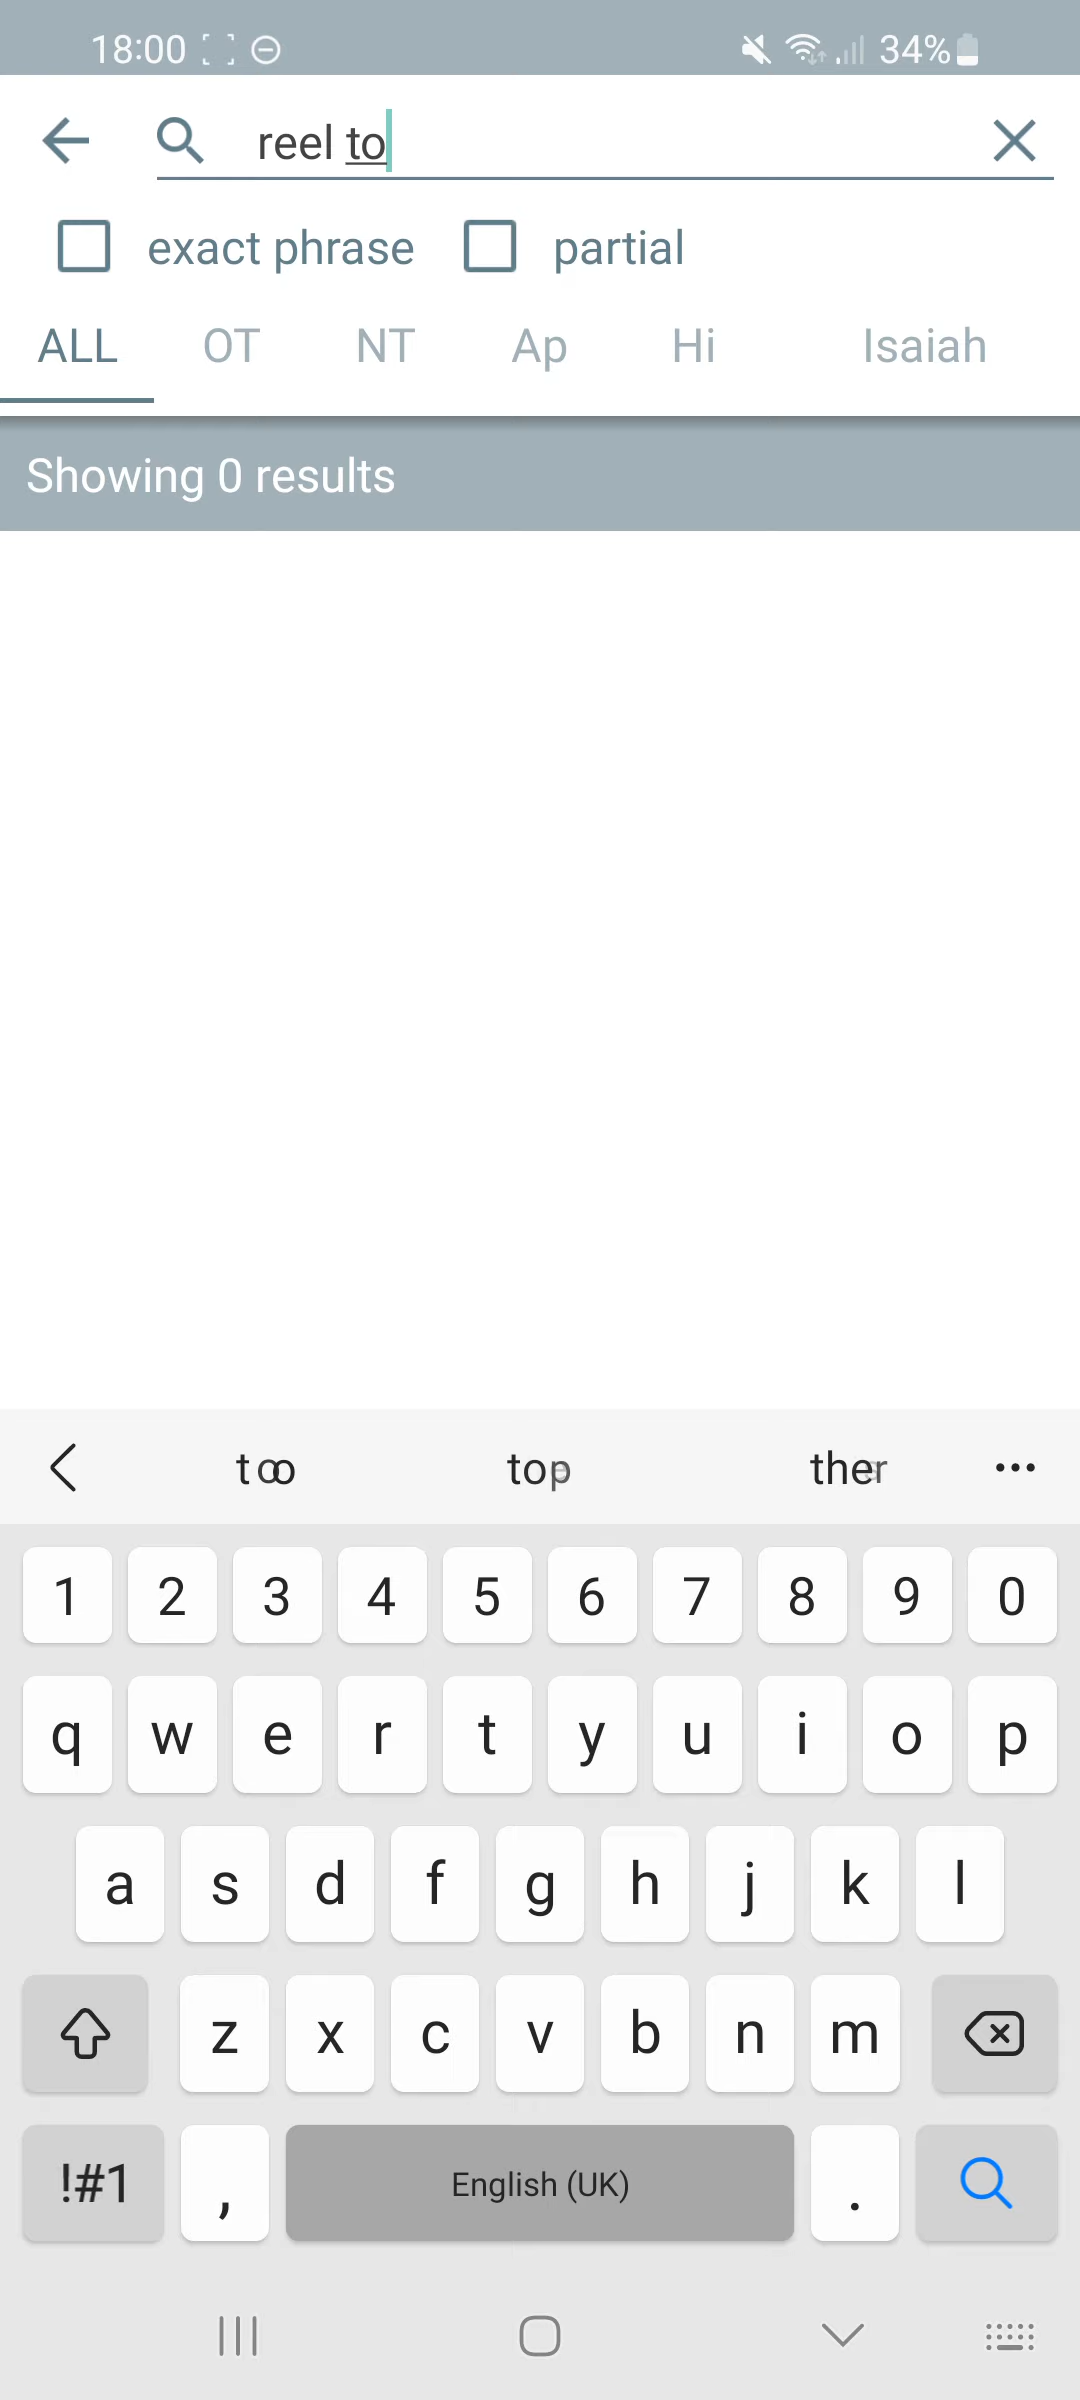 18:00 34%
reel to
exact phrase partial
ALL OT NT Ap Hi Isaiah
Showing 0 results
top ther
1 2 3 4 5 6 7 8 9 0
q w e r t y u i o p
a s d f g h j k l
z x c v b n m
!#1 , English (UK) .